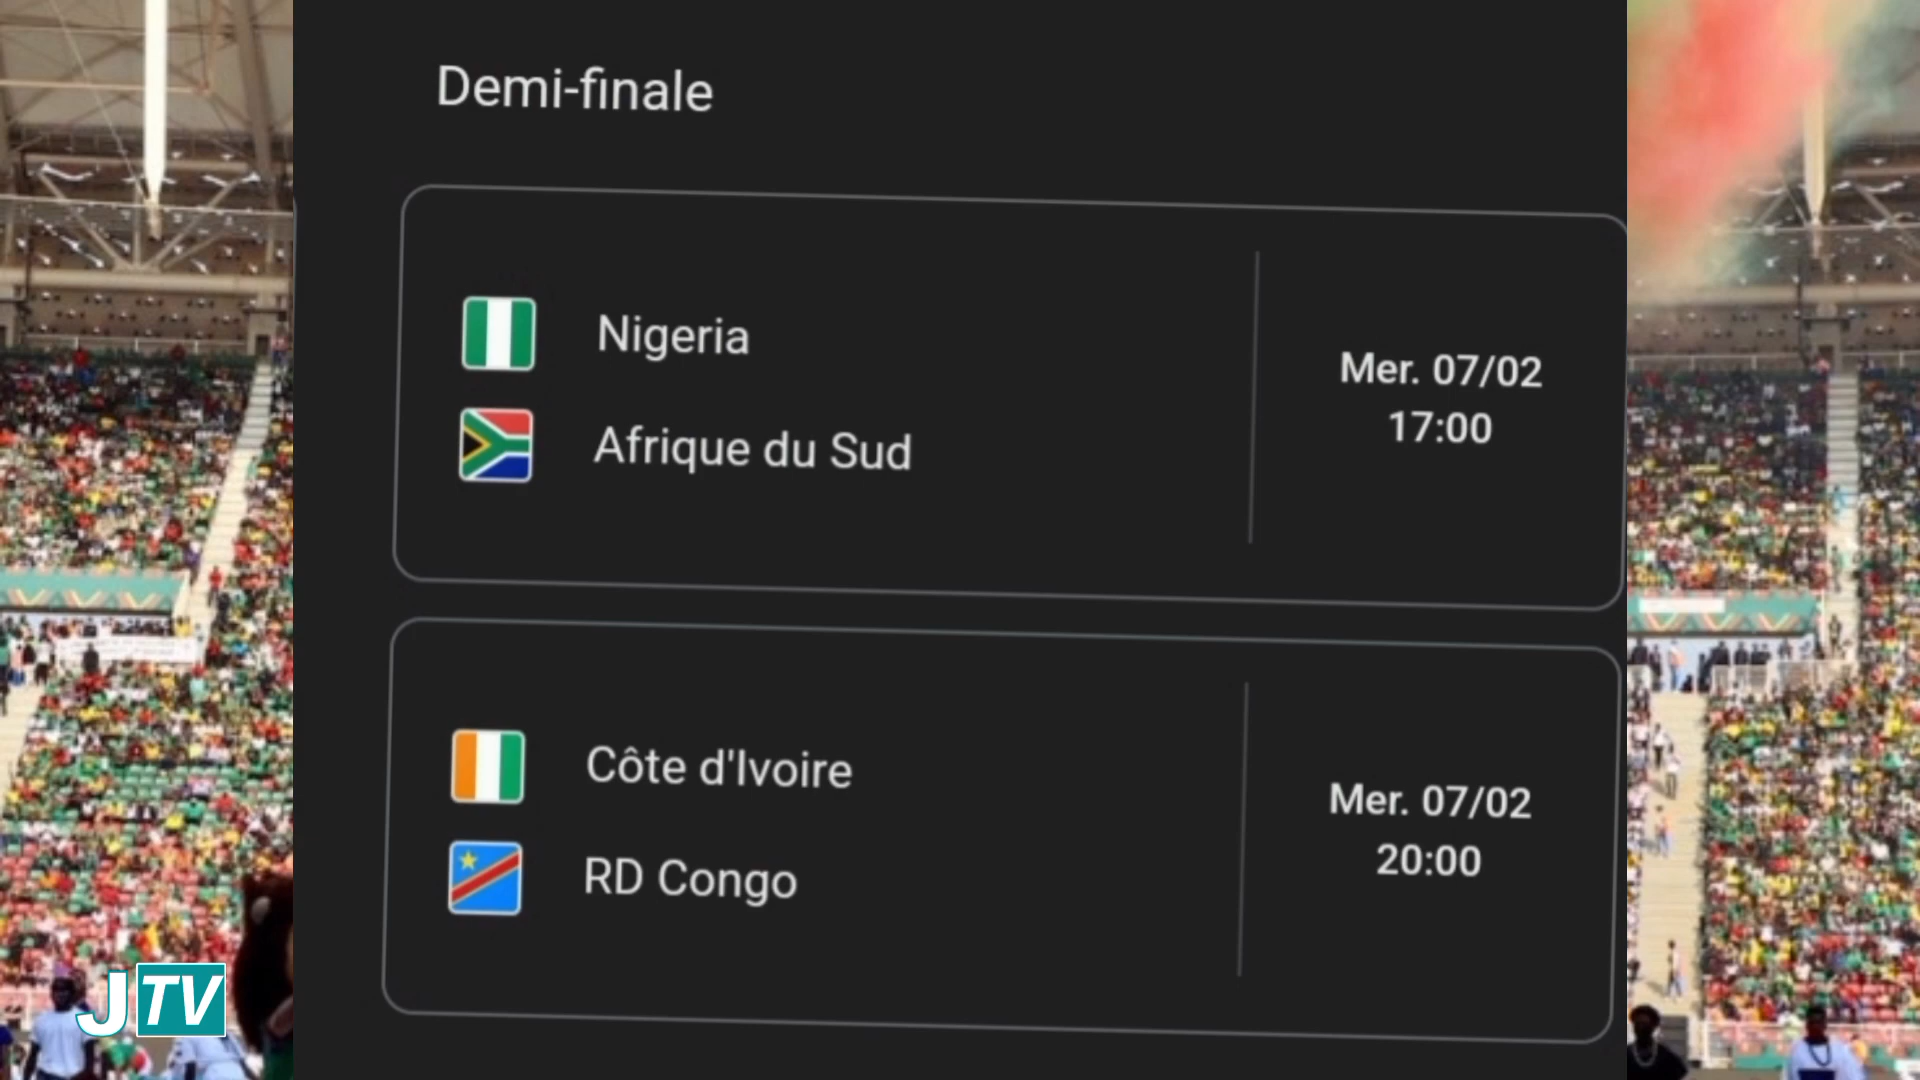 Demi-finale
Nigeria
Afrique du Sud
Mer. 07/02
17:00
Côte d'Ivoire
RD Congo
Mer. 07/02
20:00
JTV